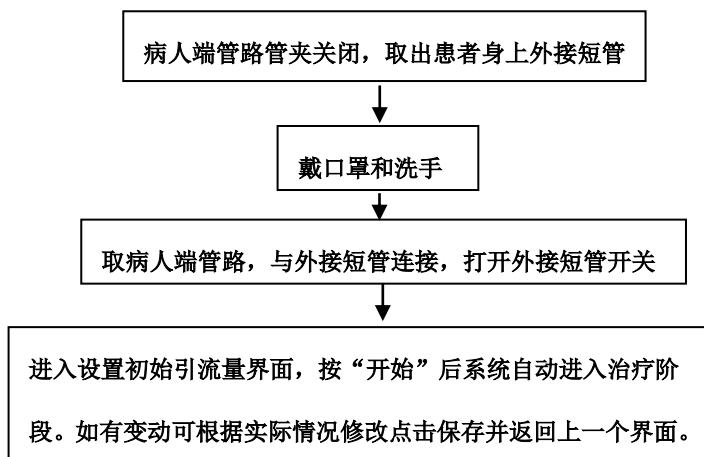 病人端管路管夹关闭，取出患者身上外接短管
戴口罩和洗手
取病人端管路，与外接短管连接，打开外接短管开关
进入设置初始引流量界面，按“开始”后系统自动进入治疗阶
段。如有变动可根据实际情况修改点击保存并返回上一个界面。